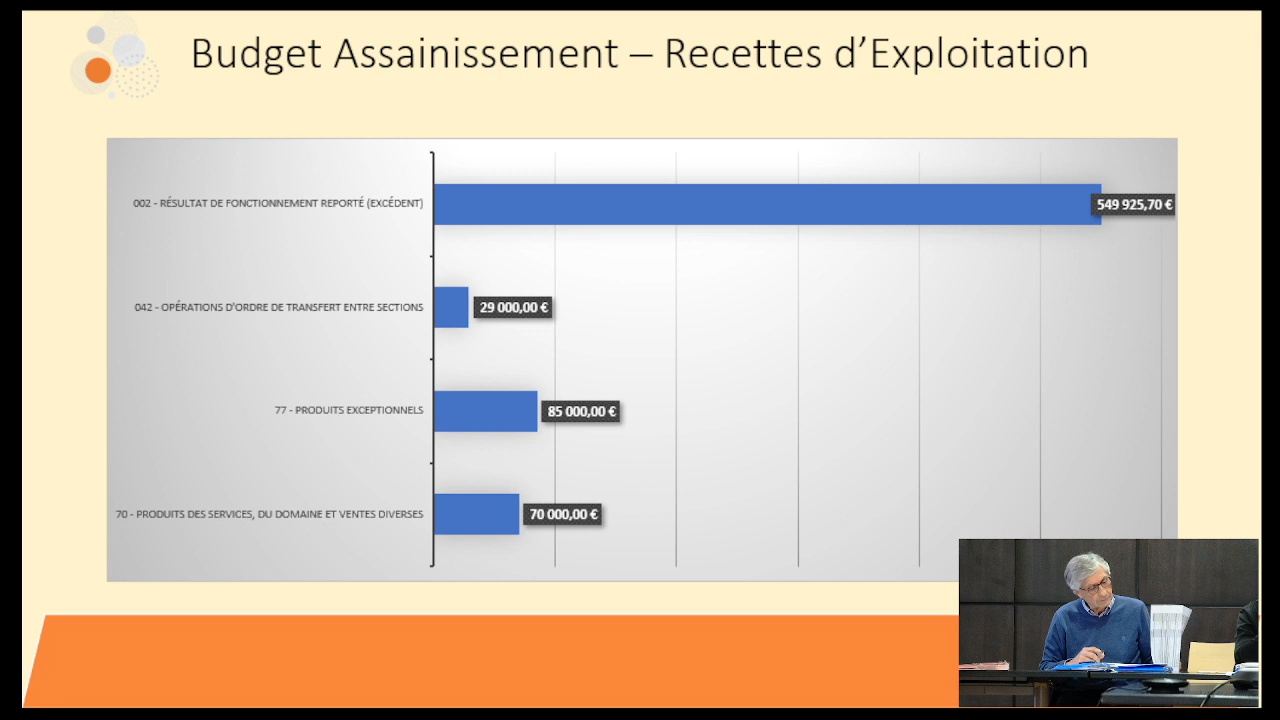 Budget Assainissement – Recettes d'Exploitation
002 - RÉSULTAT DE FONCTIONNEMENT REPORTÉ (EXCÉDENT)
549 925,70 €
042 - OPÉRATIONS D'ORDRE DE TRANSFERT ENTRE SECTIONS
29 000,00 €
77 - PRODUITS EXCEPTIONNELS
85 000,00 €
70 - PRODUITS DES SERVICES, DU DOMAINE ET VENTES DIVERSES
70 000,00 €